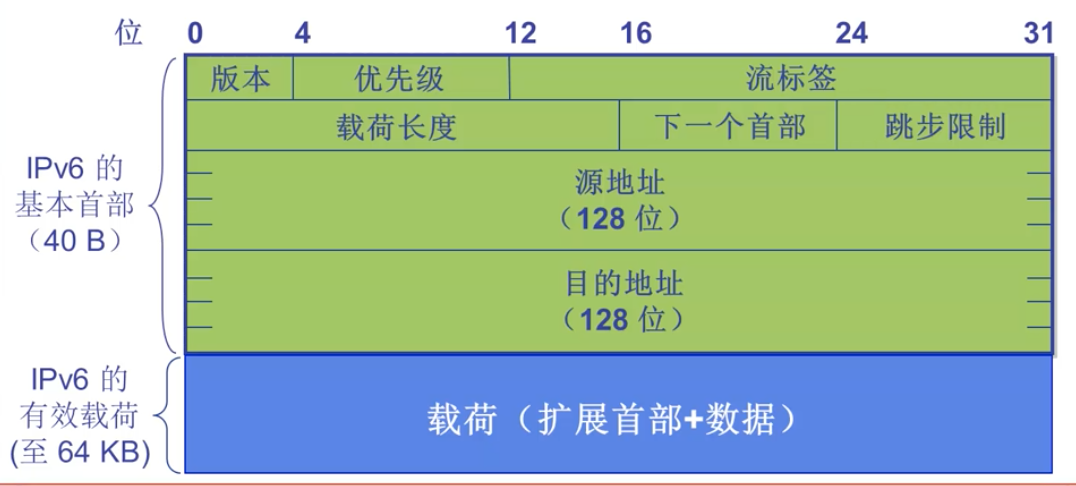 位 0 4 12 16 24 31
版本 优先级 流标签
载荷长度 下一个首部 跳步限制
IPv6 的
基本首部
（40 B）
源地址
（128 位）
目的地址
（128 位）
IPv6 的
有效载荷
(至 64 KB)
载荷（扩展首部+数据）